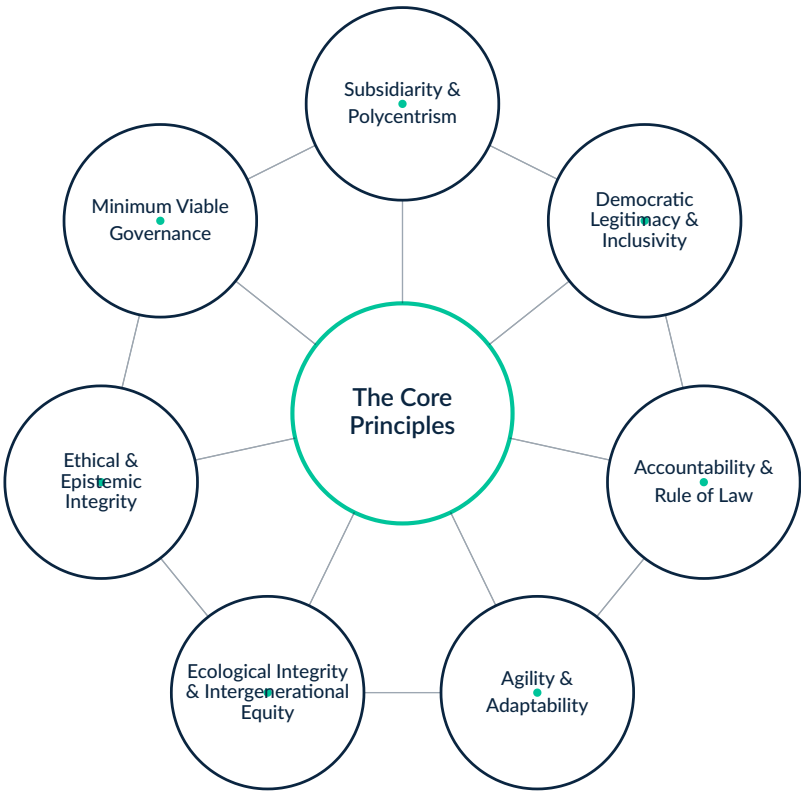 Subsidiarity &
Polycentrism
Minimum Viable
Governance
Democratic
Legitimacy &
Inclusivity
The Core
Principles
Ethical &
Epistemic
Integrity
Accountability &
Rule of Law
Ecological Integrity
& Intergenerational
Equity
Agility &
Adaptability